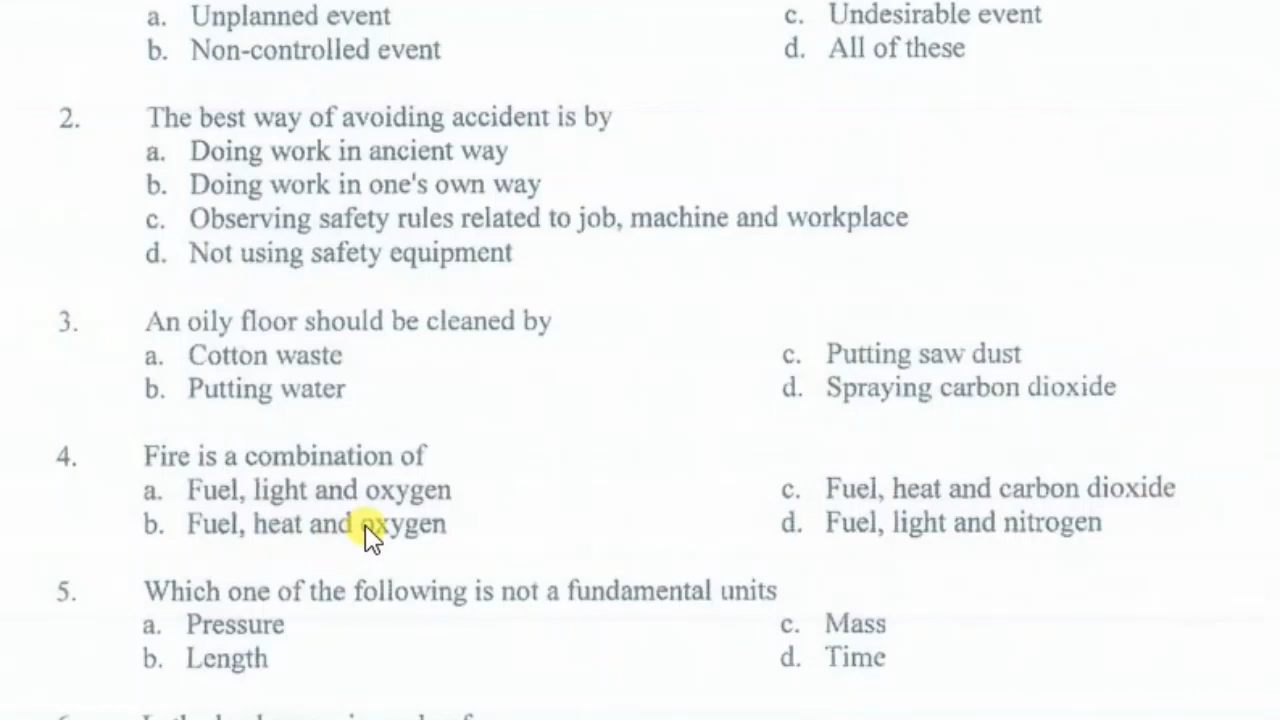 a. Unplanned event c. Undesirable event
b. Non-controlled event d. All of these
2. The best way of avoiding accident is by
a. Doing work in ancient way
b. Doing work in one's own way
c. Observing safety rules related to job, machine and workplace
d. Not using safety equipment
3. An oily floor should be cleaned by
a. Cotton waste c. Putting saw dust
b. Putting water d. Spraying carbon dioxide
4. Fire is a combination of
a. Fuel, light and oxygen c. Fuel, heat and carbon dioxide
b. Fuel, heat and oxygen d. Fuel, light and nitrogen
5. Which one of the following is not a fundamental units
a. Pressure c. Mass
b. Length d. Time